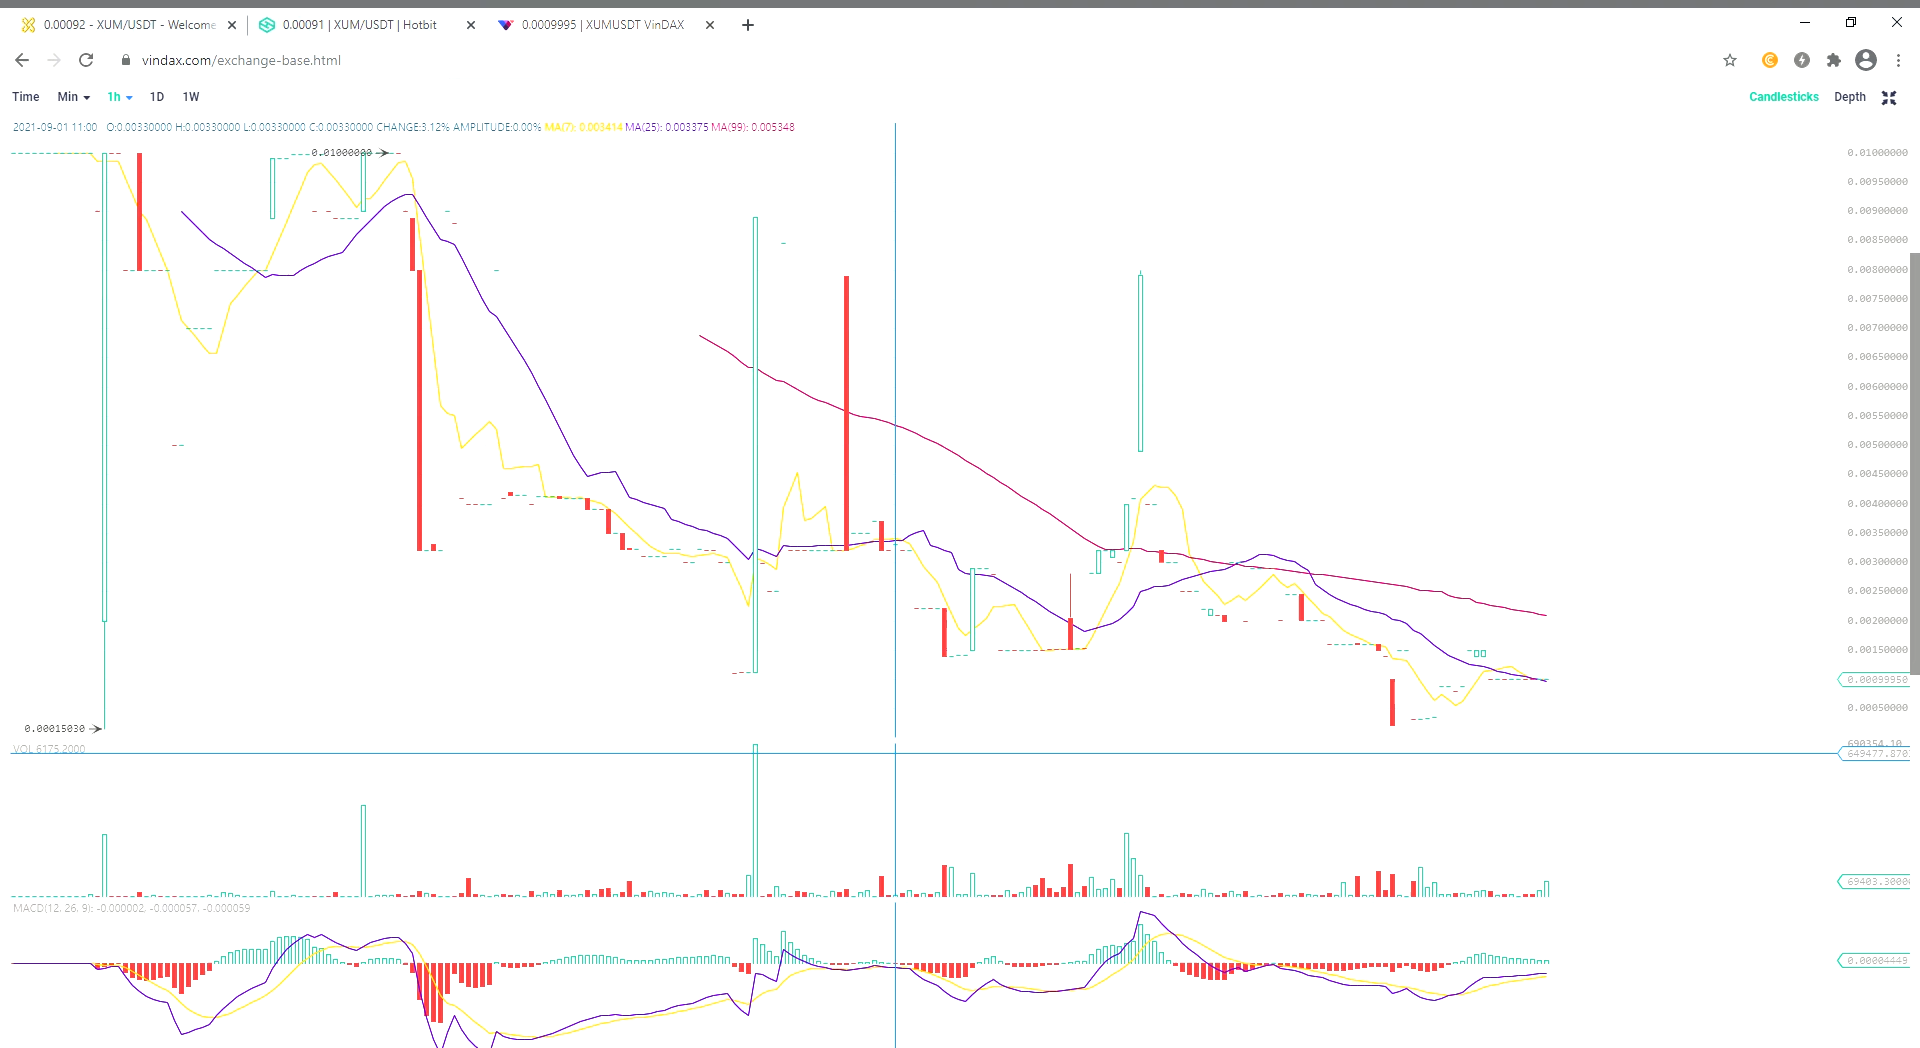 0.00092 - XUM/USDT - Welcome
0.00091 | XUM/USDT | Hotbit
0.0009995 | XUMUSDT VinDAX
vindax.com/exchange-base.html
Time Min 1h 1D 1W
Candlesticks Depth
2021-09-01 11:00 O:0.00330000 H:0.00330000 L:0.00330000 C:0.00330000 CHANGE:3.12% AMPLITUDE:0.00% MA(7): 0.003414 MA(25): 0.003375 MA(99): 0.005348
0.01000000
0.01000000
0.00950000
0.00900000
0.00850000
0.00800000
0.00750000
0.00700000
0.00650000
0.00600000
0.00550000
0.00500000
0.00450000
0.00400000
0.00350000
0.00300000
0.00250000
0.00200000
0.00150000
0.00099950
0.00050000
0.00015030
VOL 6175.2000
690354.10
649477.870
69403.3000
MACD(12, 26, 9): -0.000002, -0.000057, -0.000059
0.00004449